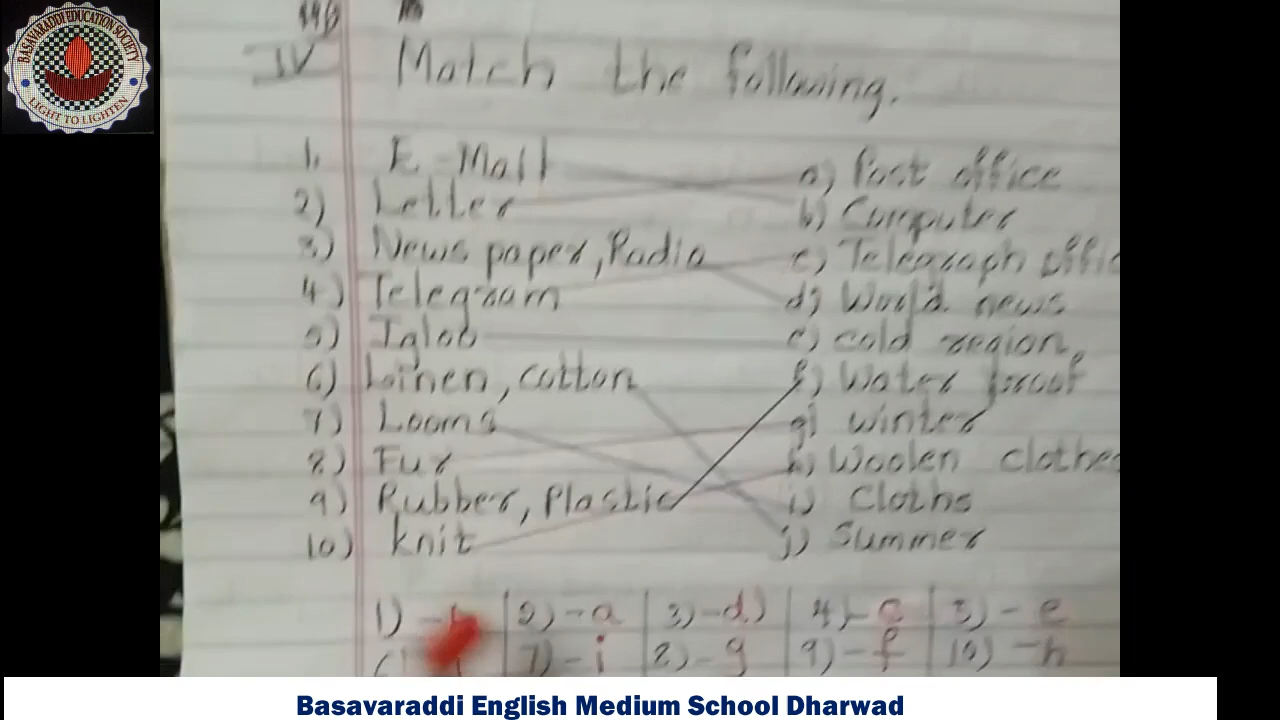 BASAVARADDI EDUCATION SOCIETY
LIGHT TO LIGHTEN
IV Match the following.
1. E-Mail a) Post office
2) Letter b) Computer
3) News paper, Radio c) Telegraph offic
4) Telegram d) World news
5) Igloo e) cold region,
6) Linen, cotton f) Water proof
7) Looms g) winter
8) Fur h) Woolen clothes
9) Rubber, Plastic i) Cloths
10) knit j) Summer
1) - 2) - a 3) - d) 4) - c 5) - e
7) - i 8) - g 9) - f 10) - h
Basavaraddi English Medium School Dharwad